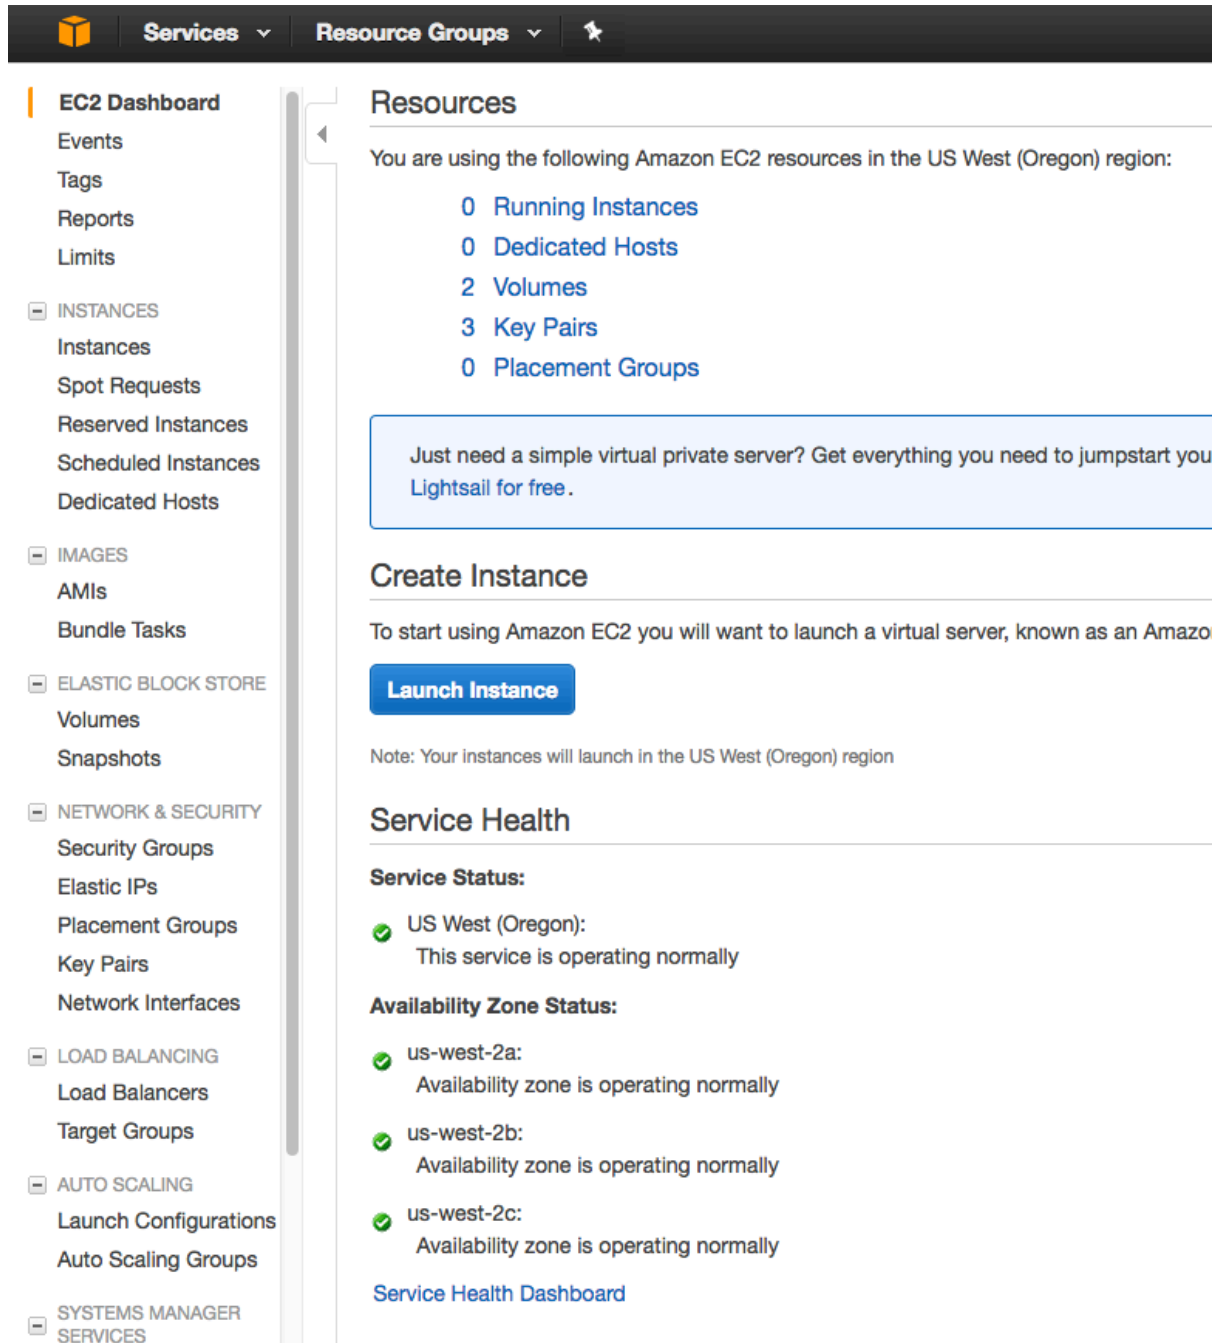 Services
Resource Groups
EC2 Dashboard
Events
Tags
Reports
Limits
INSTANCES
Instances
Spot Requests
Reserved Instances
Scheduled Instances
Dedicated Hosts
IMAGES
AMIs
Bundle Tasks
ELASTIC BLOCK STORE
Volumes
Snapshots
NETWORK & SECURITY
Security Groups
Elastic IPs
Placement Groups
Key Pairs
Network Interfaces
LOAD BALANCING
Load Balancers
Target Groups
AUTO SCALING
Launch Configurations
Auto Scaling Groups
SYSTEMS MANAGER
SERVICES
Resources
You are using the following Amazon EC2 resources in the US West (Oregon) region:
0 Running Instances
0 Dedicated Hosts
2 Volumes
3 Key Pairs
0 Placement Groups
Just need a simple virtual private server? Get everything you need to jumpstart you
Lightsail for free.
Create Instance
To start using Amazon EC2 you will want to launch a virtual server, known as an Amazo
Launch Instance
Note: Your instances will launch in the US West (Oregon) region
Service Health
Service Status:
US West (Oregon):
This service is operating normally
Availability Zone Status:
us-west-2a:
Availability zone is operating normally
us-west-2b:
Availability zone is operating normally
us-west-2c:
Availability zone is operating normally
Service Health Dashboard